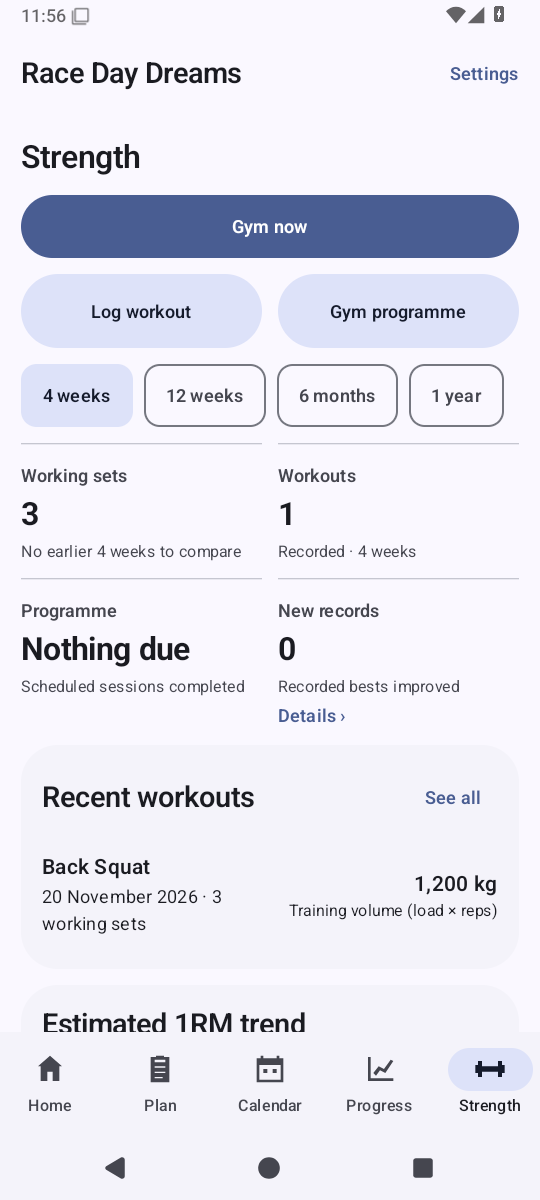 11:56
Race Day Dreams
Settings
Strength
Gym now
Log workout
Gym programme
4 weeks
12 weeks
6 months
1 year
Working sets
3
No earlier 4 weeks to compare
Workouts
1
Recorded · 4 weeks
Programme
Nothing due
Scheduled sessions completed
New records
0
Recorded bests improved
Details ›
Recent workouts
See all
Back Squat
20 November 2026 · 3
working sets
1,200 kg
Training volume (load × reps)
Estimated 1RM trend
Home
Plan
Calendar
Progress
Strength